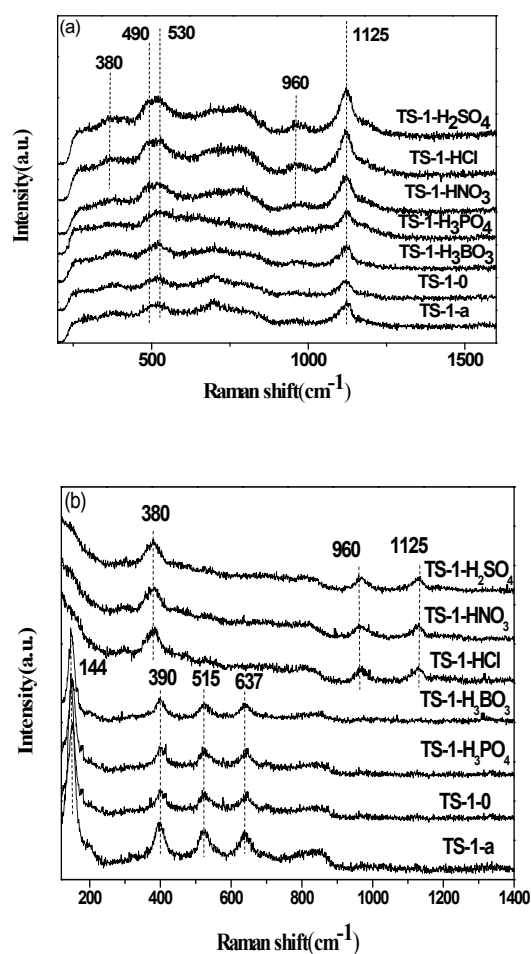 (a)
490 530
1125
380
960
TS-1-H₂SO₄
TS-1-HCl
TS-1-HNO₃
TS-1-H₃PO₄
TS-1-H₃BO₃
TS-1-0
TS-1-a
Intensity(a.u.)
500 1000 1500
Raman shift(cm⁻¹)
(b)
380
960 1125
TS-1-H₂SO₄
TS-1-HNO₃
TS-1-HCl
144
390 515 637
TS-1-H₃BO₃
TS-1-H₃PO₄
TS-1-0
TS-1-a
Intensity(a.u.)
200 400 600 800 1000 1200 1400
Raman shift(cm⁻¹)